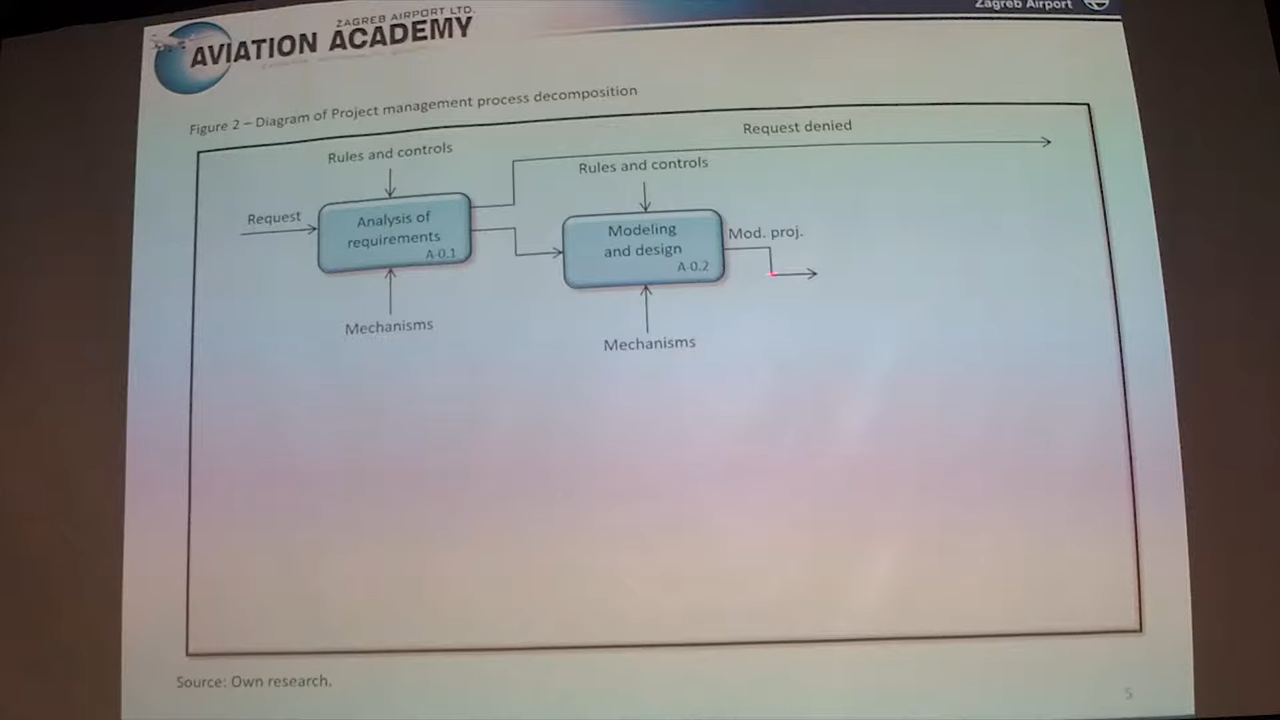 ZAGREB AIRPORT LTD.
AVIATION ACADEMY
Zagreb Airport
Figure 2 – Diagram of Project management process decomposition
Request denied
Rules and controls
Rules and controls
Request
Analysis of
requirements
A-0.1
Modeling
and design
A-0.2
Mod. proj.
Mechanisms
Mechanisms
Source: Own research.
5